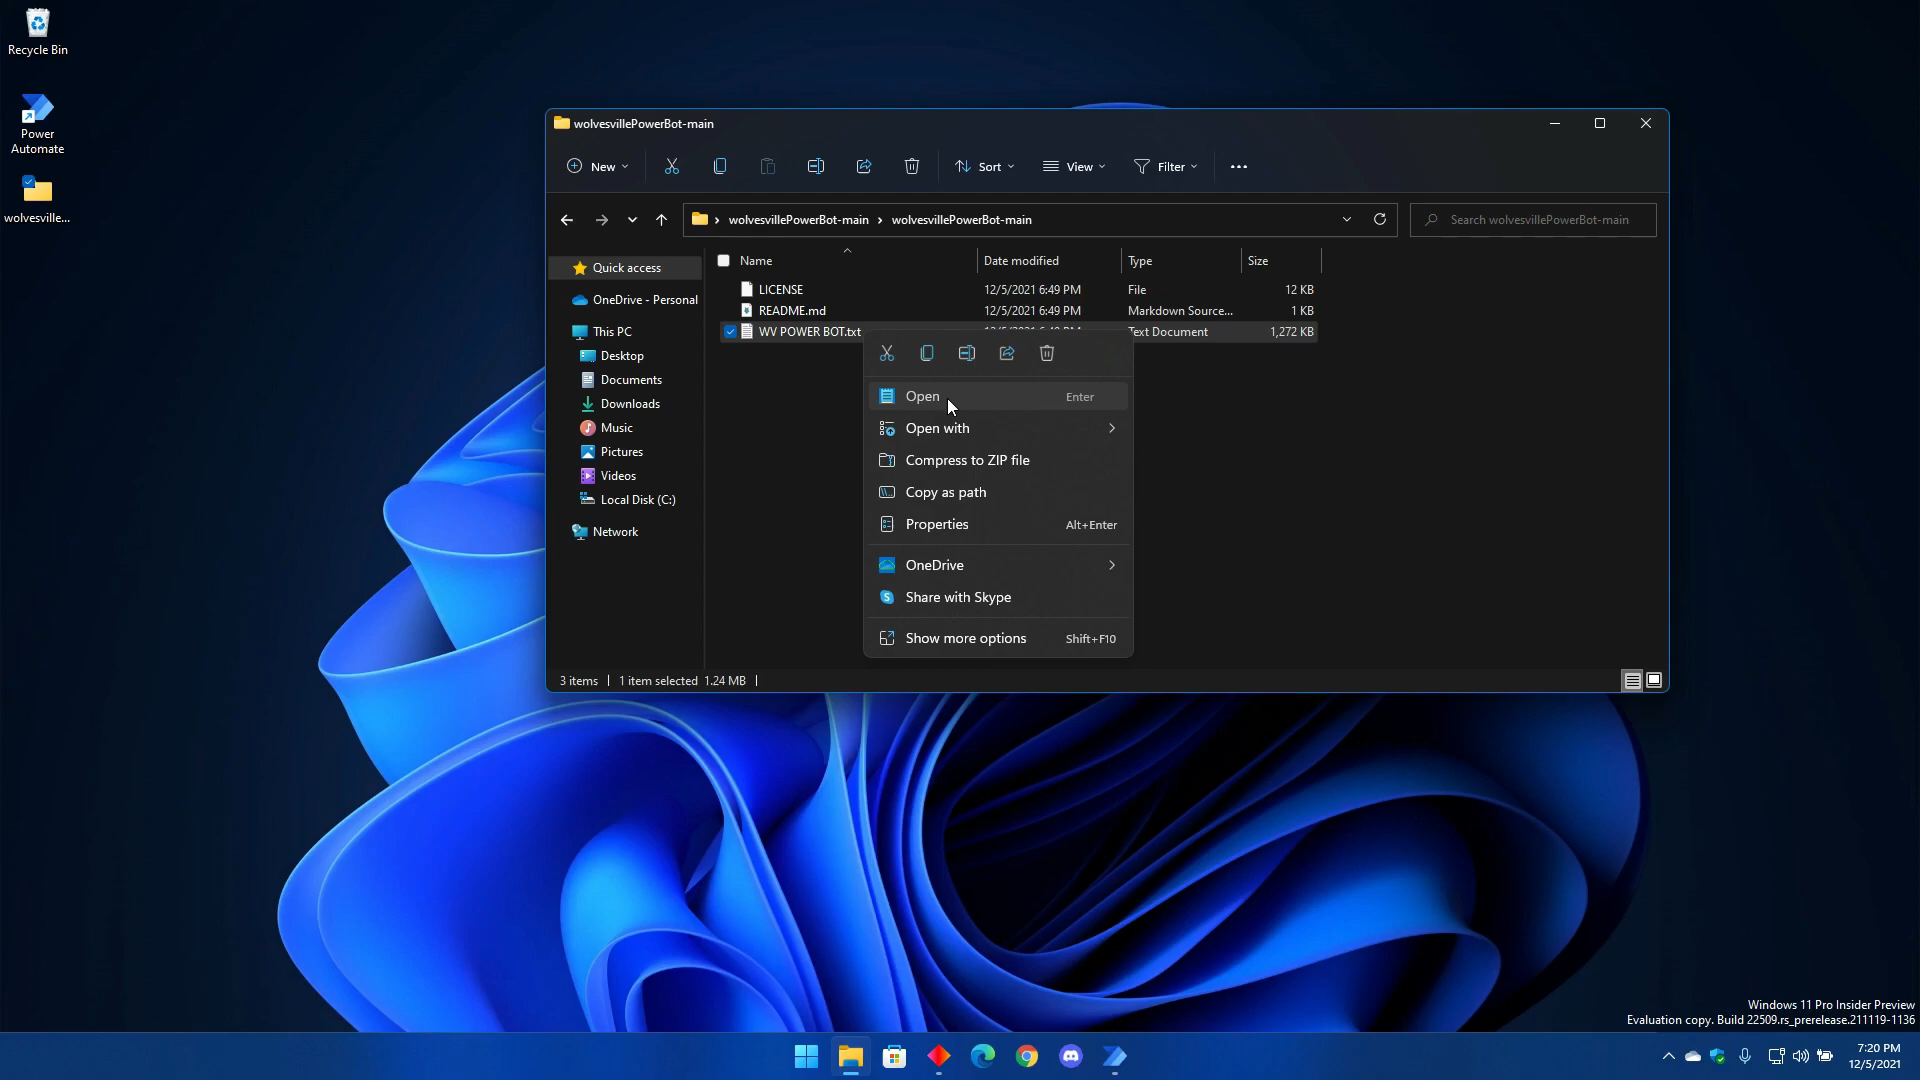 Recycle Bin
Power
Automate
wolvesville...
wolvesvillePowerBot-main
New
Sort
View
Filter
wolvesvillePowerBot-main > wolvesvillePowerBot-main
Search wolvesvillePowerBot-main
Quick access
OneDrive - Personal
This PC
Desktop
Documents
Downloads
Music
Pictures
Videos
Local Disk (C:)
Network
Name Date modified Type Size
LICENSE 12/5/2021 6:49 PM File 12 KB
README.md 12/5/2021 6:49 PM Markdown Source... 1 KB
WV POWER BOT.txt Text Document 1,272 KB
Open Enter
Open with
Compress to ZIP file
Copy as path
Properties Alt+Enter
OneDrive
Share with Skype
Show more options Shift+F10
3 items 1 item selected 1.24 MB
Windows 11 Pro Insider Preview
Evaluation copy. Build 22509.rs_prerelease.211119-1136
7:20 PM
12/5/2021